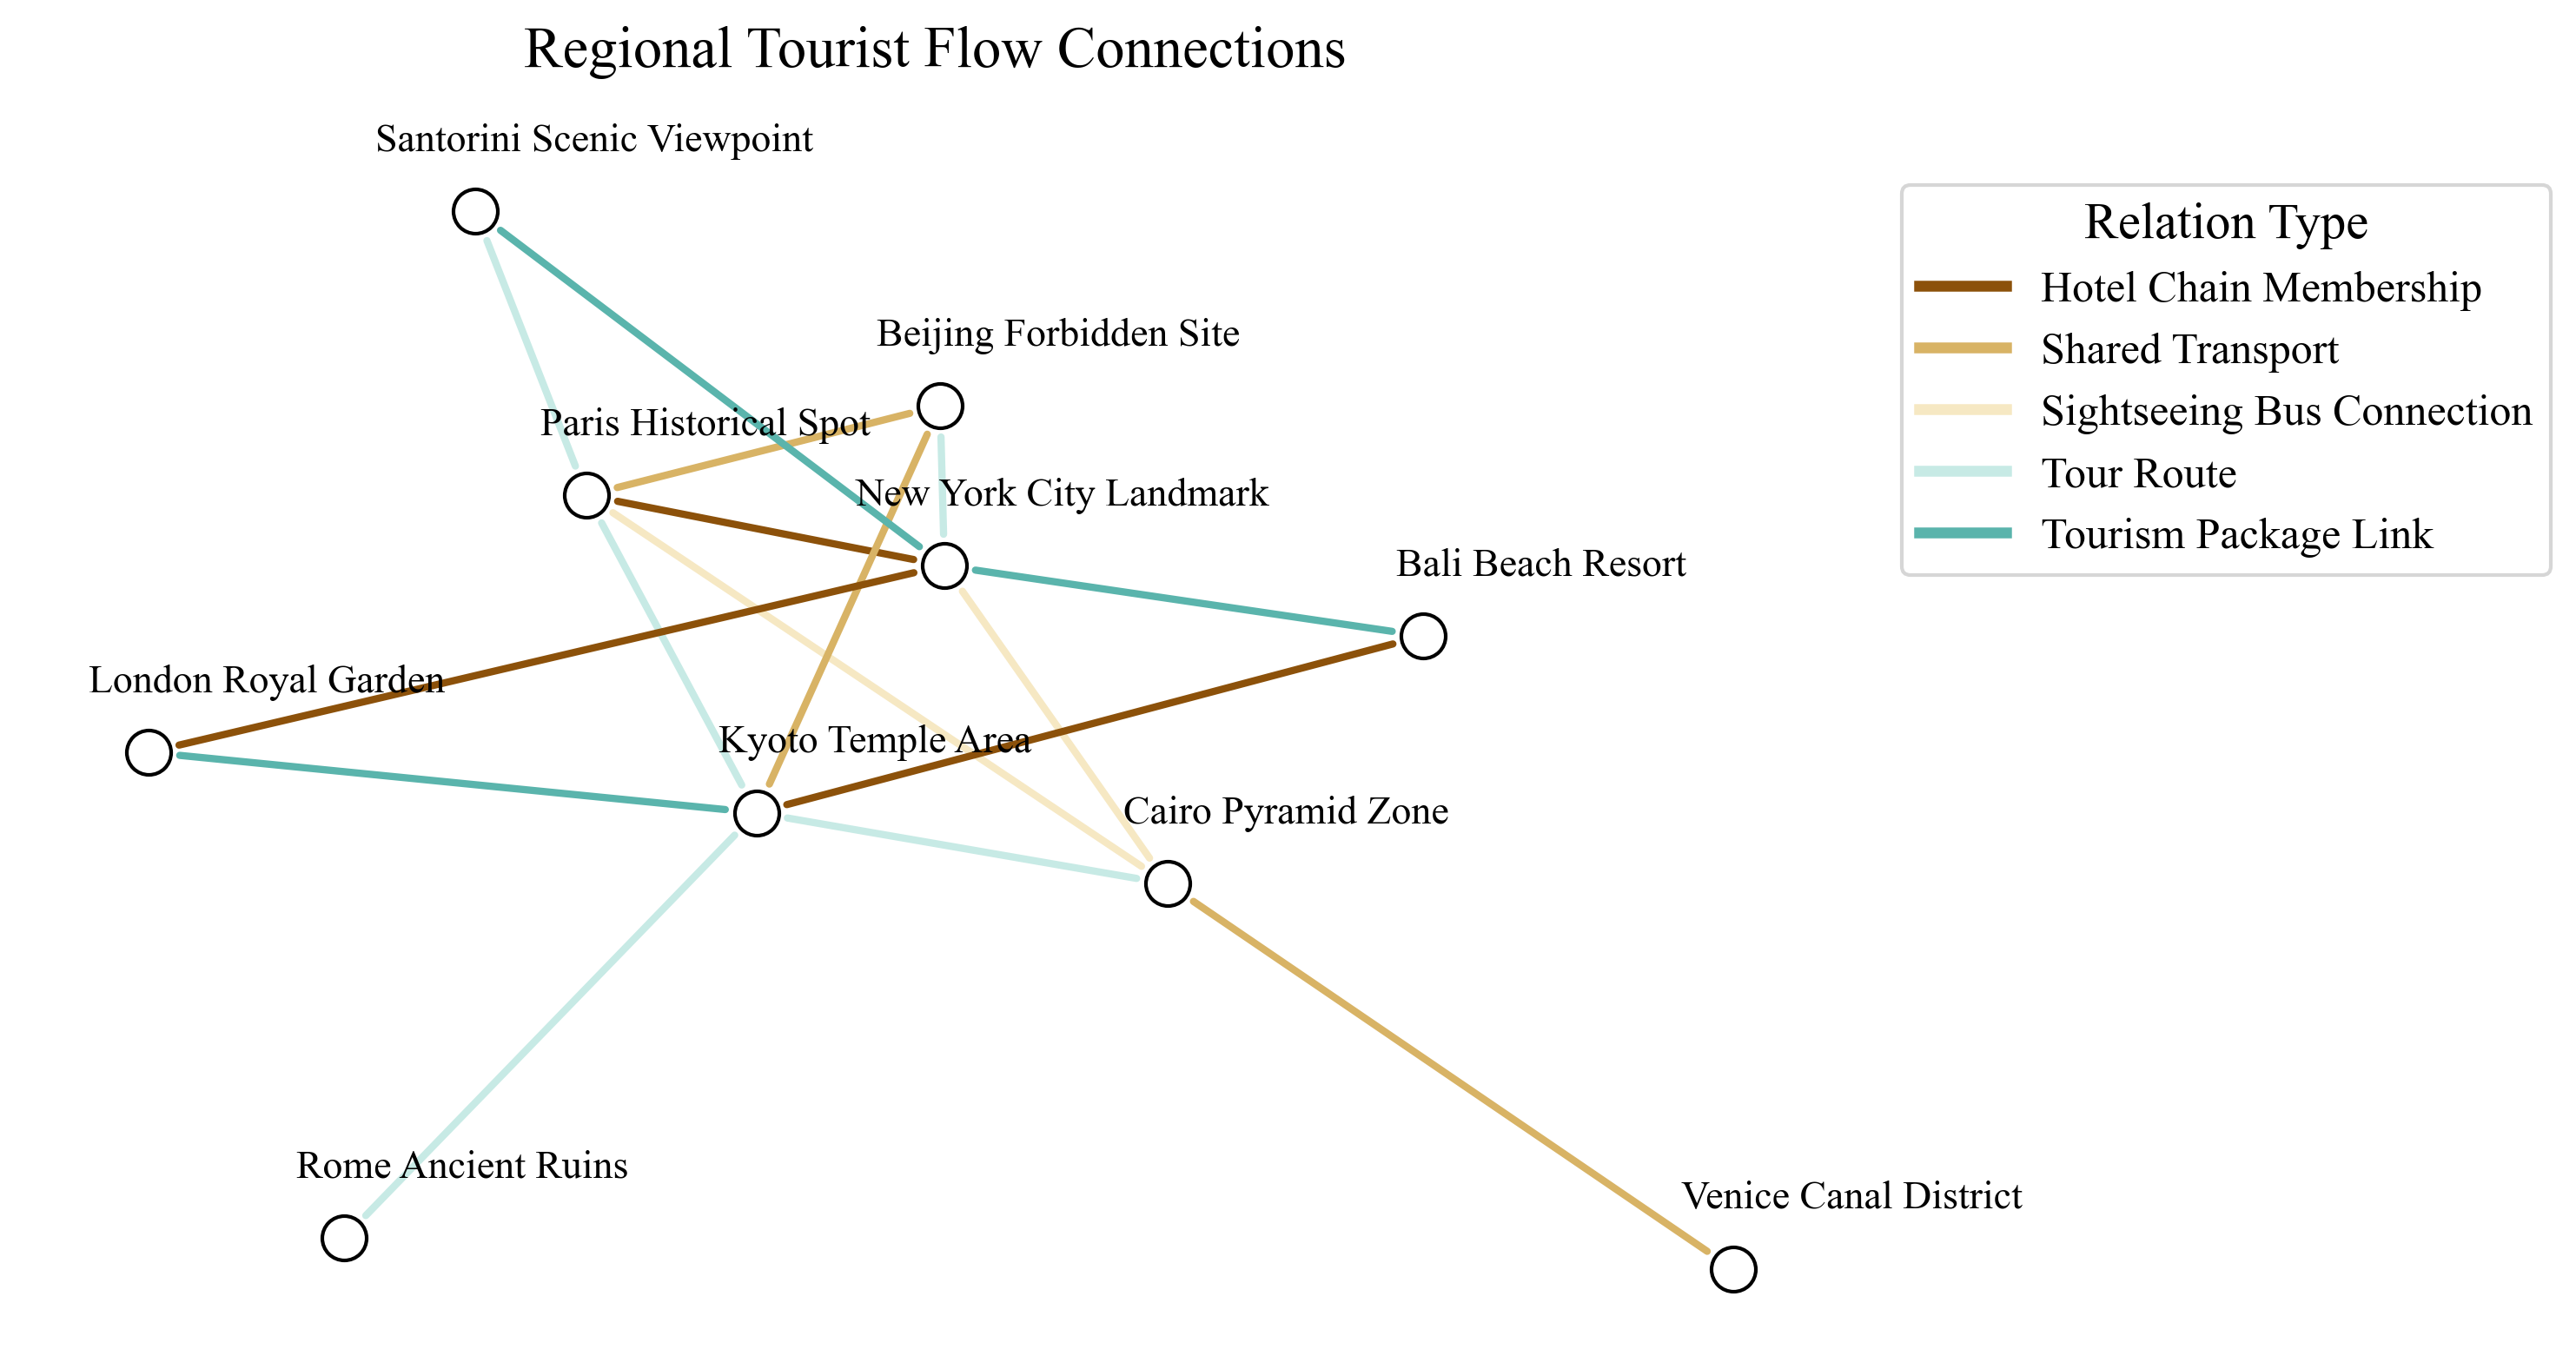 Regional Tourist Flow Connections
Santorini Scenic Viewpoint
Beijing Forbidden Site
Paris Historical Spot
New York City Landmark
Bali Beach Resort
London Royal Garden
Kyoto Temple Area
Cairo Pyramid Zone
Rome Ancient Ruins
Venice Canal District
Relation Type
Hotel Chain Membership
Shared Transport
Sightseeing Bus Connection
Tour Route
Tourism Package Link